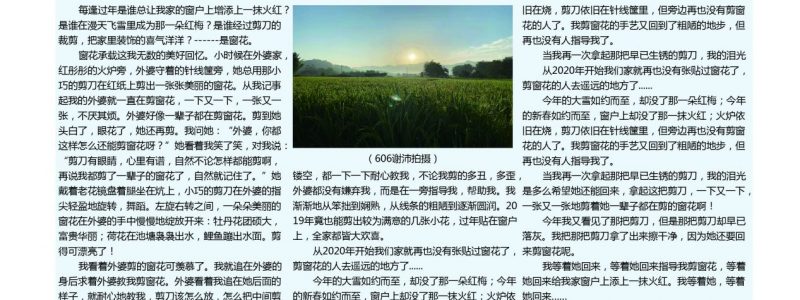 每逢过年是谁总让我家的窗户上增添上一抹火红?
是谁在漫天飞雪里成为那一朵红梅?是谁经过剪刀的
裁剪,把家里装饰的喜气洋洋?------是窗花。
窗花承载这我无数的美好回忆。小时候在外婆家,
红彤彤的火炉旁,外婆守着的针线筐旁,她总用那小
巧的剪刀在红纸上剪出一张张美丽的窗花。从我记事
起我的外婆就一直在剪窗花,一下又一下,一张又一
张,不厌其烦。外婆好像一辈子都在剪窗花。剪到她
头白了,眼花了,她还再剪。我问她:“外婆,你都
这样怎么还能剪窗花呀?”她看着我笑了笑,对我说:
“剪刀有眼睛,心里有谱,自然不论怎样都能剪啊,
再说我都剪了一辈子的窗花了,自然就记住了。”她
戴着老花镜盘着腿坐在炕上,小巧的剪刀在外婆的指
尖轻盈地旋转,舞蹈。左旋右转之间,一朵朵美丽的
窗花在外婆的手中慢慢地绽放开来:牡丹花团硕大,
富贵华丽;荷花在池塘袅袅出水,鲤鱼蹦出水面。剪
得可漂亮了!
我看着外婆剪的窗花可羡慕了。我就追在外婆的
身后求着外婆教我剪窗花。外婆看着我追在她后面的
样子,就耐心地教我,剪刀该怎么放,怎么把中间剪
(606谢沛拍摄)
镂空,都一下一下耐心教我,不论我剪的多丑,多歪,
外婆都没有嫌弃我,而是在一旁指导我,帮助我。我
渐渐地从笨拙到娴熟,从线条的粗陋到逐渐圆润。20
19年竟也能剪出较为满意的几张小花,过年贴在窗户
上,全家都皆大欢喜。
从2020年开始我们家就再也没有张贴过窗花了,
剪窗花的人去遥远的地方了……
今年的大雪如约而至,却没了那一朵红梅;今年
的新春如约而至,窗户上却没了那一抹火红;火炉依
旧在烧,剪刀依旧在针线筐里,但旁边再也没有剪窗
花的人了。我剪窗花的手艺又回到了粗陋的地步,但
再也没有人指导我了。
当我再一次拿起那把早已生锈的剪刀,我的泪光
从2020年开始我们家就再也没有张贴过窗花了,
剪窗花的人去遥远的地方了……
今年的大雪如约而至,却没了那一朵红梅;今年
的新春如约而至,窗户上却没了那一抹火红;火炉依
旧在烧,剪刀依旧在针线筐里,但旁边再也没有剪窗
花的人了。我剪窗花的手艺又回到了粗陋的地步,但
再也没有人指导我了。
当我再一次拿起那把早已生锈的剪刀,我的泪光
是多么希望她还能回来,拿起这把剪刀,一下又一下,
一张又一张地剪着她一辈子都在剪的窗花啊!
今年我又看见了那把剪刀,但是那把剪刀却早已
落灰。我把那把剪刀拿了出来擦干净,因为她还要回
来剪窗花呢。
我等着她回来,等着她回来指导我剪窗花,等着
她回来给我家窗户上添上一抹火红。我等着她,等着
她回来……